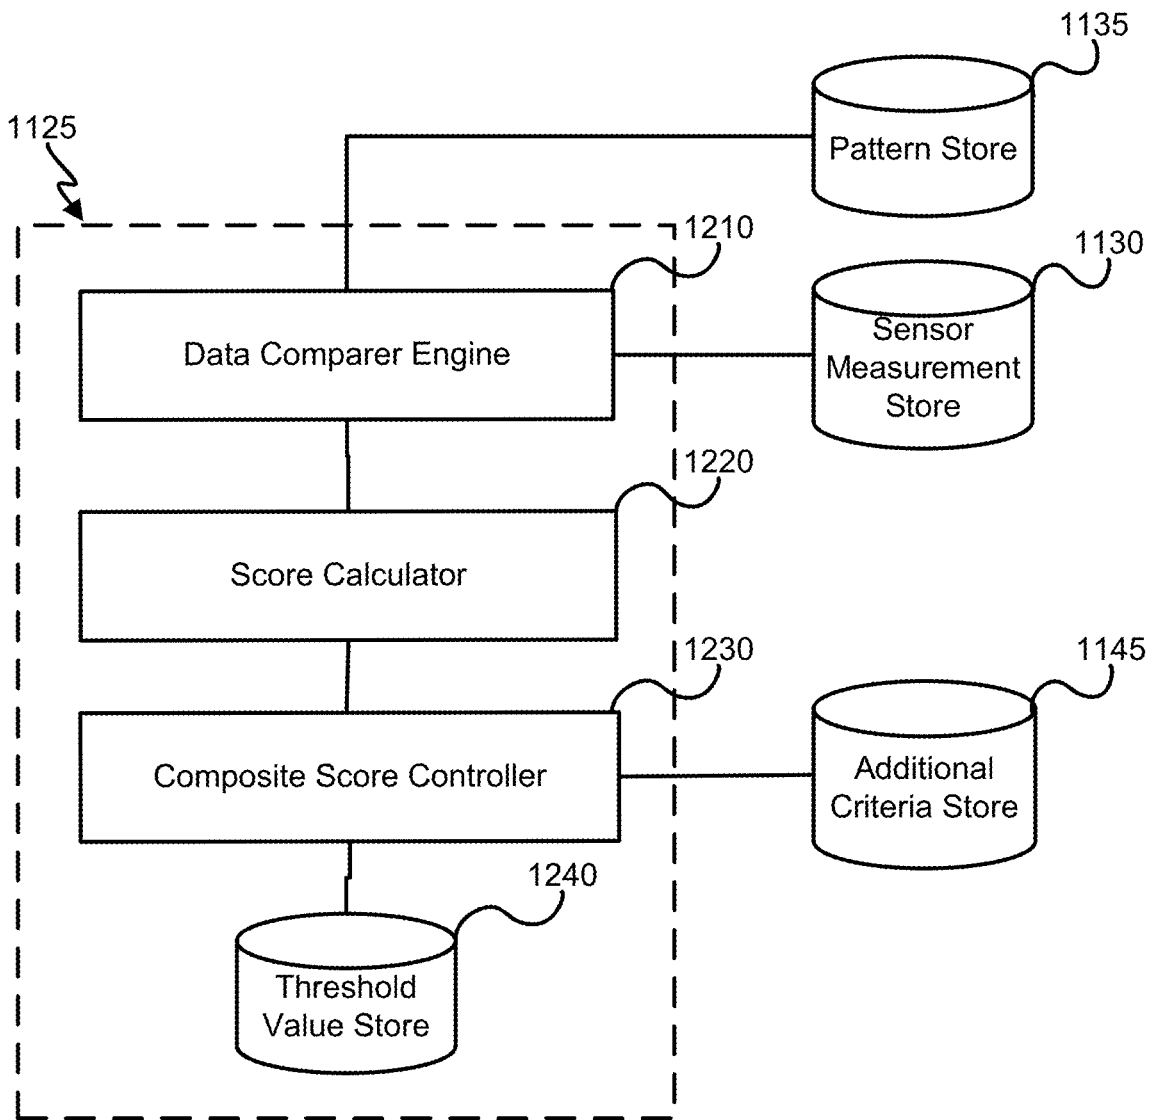 1135
Pattern Store
1125
1210
1130
Data Comparer Engine
Sensor
Measurement
Store
1220
Score Calculator
1230
1145
Composite Score Controller
Additional
Criteria Store
1240
Threshold
Value Store